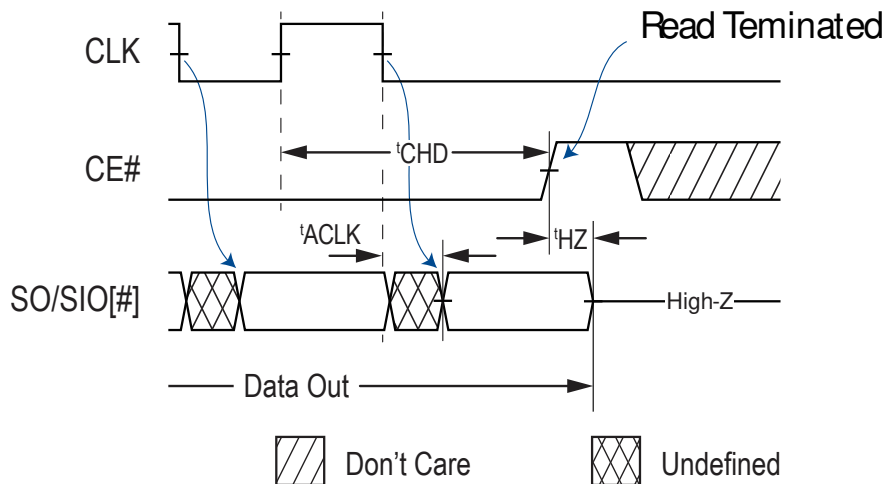 Read Teminated
CLK
tCHD
CE#
tACLK
tHZ
SO/SIO[#]
High-Z
Data Out
Don't Care
Undefined